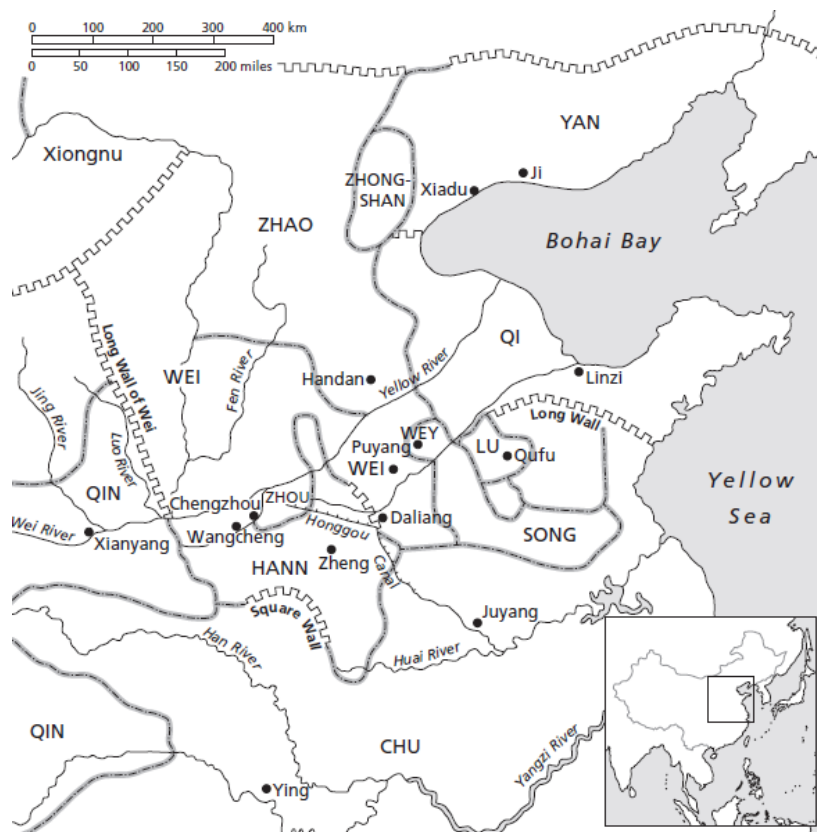 0 100 200 300 400 km
0 50 100 150 200 miles
YAN
Xiongnu
Ji
ZHONG-
SHAN
Xiadu
ZHAO
Bohai Bay
Long Wall of Wei
QI
WEI
Fen River
Handan
Yellow River
Linzi
Jing River
Luo River
Long Wall
WEY
Puyang
LU
Qufu
WEI
Yellow
Sea
QIN
Chengzhou
ZHOU
Wei River
Xianyang
Wangcheng
Honggou
Canal
Daliang
SONG
HANN
Zheng
Square Wall
Juyang
Han River
Huai River
QIN
CHU
Yangzi River
Ying